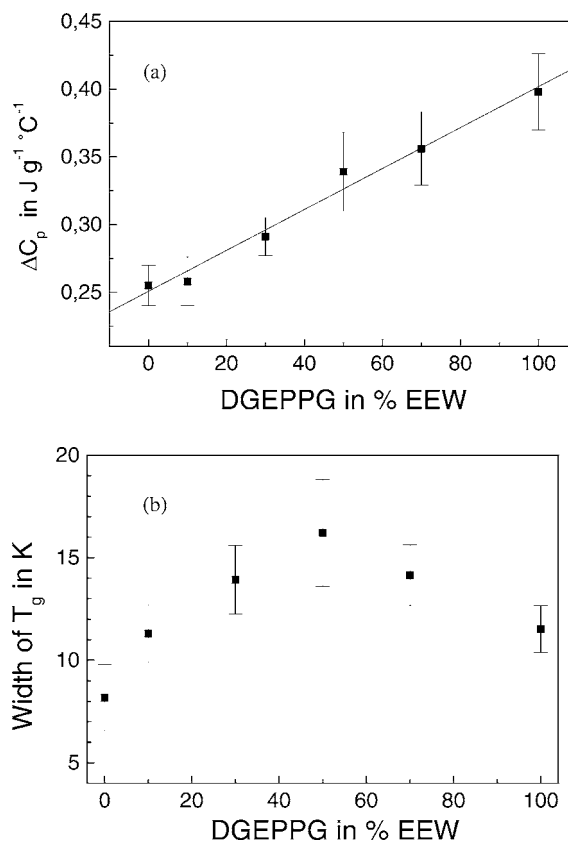 (a)
0,45
0,40
0,35
0,30
0,25
ΔCp in J g⁻¹ °C⁻¹
0 20 40 60 80 100
DGEPPG in % EEW
(b)
20
15
10
5
Width of Tg in K
0 20 40 60 80 100
DGEPPG in % EEW